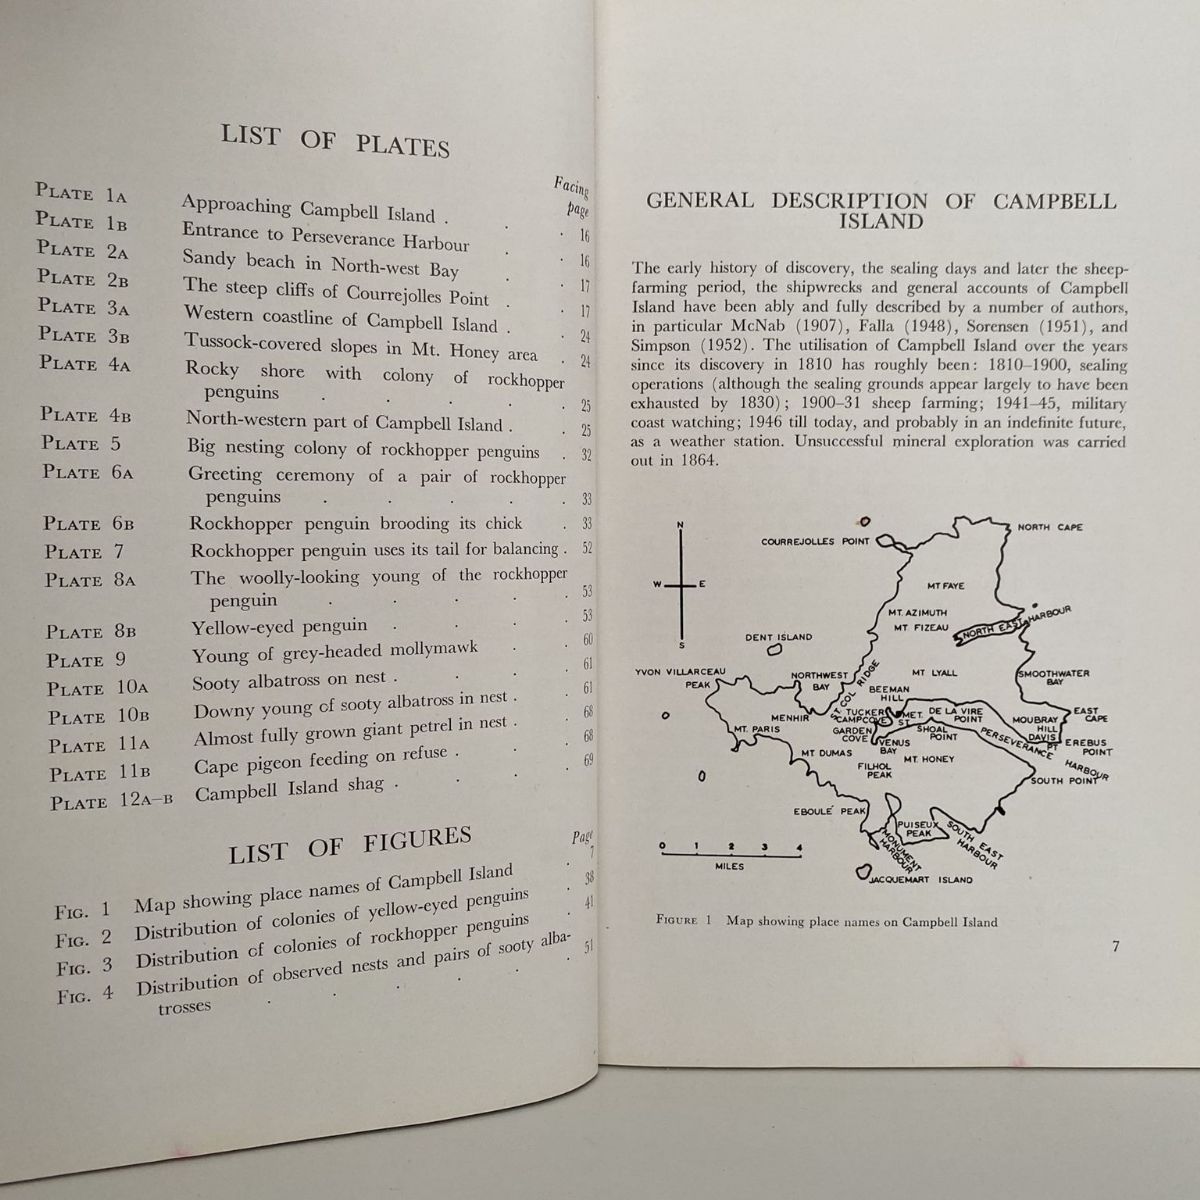 LIST OF PLATES
Facing
page
PLATE 1A Approaching Campbell Island . . . 16
PLATE 1B Entrance to Perseverance Harbour . . 16
PLATE 2A Sandy beach in North-west Bay . . 17
PLATE 2B The steep cliffs of Courrejolles Point . . 17
PLATE 3A Western coastline of Campbell Island . . 24
PLATE 3B Tussock-covered slopes in Mt. Honey area . 24
PLATE 4A Rocky shore with colony of rockhopper
penguins . . . . . 25
PLATE 4B North-western part of Campbell Island . . 25
PLATE 5 Big nesting colony of rockhopper penguins . 32
PLATE 6A Greeting ceremony of a pair of rockhopper
penguins . . . . . 33
PLATE 6B Rockhopper penguin brooding its chick . 33
PLATE 7 Rockhopper penguin uses its tail for balancing . 52
PLATE 8A The woolly-looking young of the rockhopper
penguin . . . . . 53
PLATE 8B Yellow-eyed penguin . . . . 53
PLATE 9 Young of grey-headed mollymawk . . 60
PLATE 10A Sooty albatross on nest . . . . 61
PLATE 10B Downy young of sooty albatross in nest . . 61
PLATE 11A Almost fully grown giant petrel in nest . . 68
PLATE 11B Cape pigeon feeding on refuse . . . 68
PLATE 12A–B Campbell Island shag . . . . 69
LIST OF FIGURES
Page
FIG. 1 Map showing place names of Campbell Island . 7
FIG. 2 Distribution of colonies of yellow-eyed penguins . 38
FIG. 3 Distribution of colonies of rockhopper penguins . 41
FIG. 4 Distribution of observed nests and pairs of sooty alba-
trosses . . . . . 51
GENERAL DESCRIPTION OF CAMPBELL
ISLAND
The early history of discovery, the sealing days and later the sheep-
farming period, the shipwrecks and general accounts of Campbell
Island have been ably and fully described by a number of authors,
in particular McNab (1907), Falla (1948), Sorensen (1951), and
Simpson (1952). The utilisation of Campbell Island over the years
since its discovery in 1810 has roughly been: 1810–1900, sealing
operations (although the sealing grounds appear largely to have been
exhausted by 1830); 1900–31 sheep farming; 1941–45, military
coast watching; 1946 till today, and probably in an indefinite future,
as a weather station. Unsuccessful mineral exploration was carried
out in 1864.
N
W E
S
NORTH CAPE
COURREJOLLES POINT
MT FAYE
MT. AZIMUTH
MT FIZEAU
NORTH EAST HARBOUR
DENT ISLAND
YVON VILLARCEAU
PEAK
NORTHWEST
BAY
COL RIDGE
MT LYALL
SMOOTHWATER
BAY
BEEMAN
HILL
MENHIR
TUCKER
COVE
CAMP
MET.
ST.
DE LA VIRE
POINT
MOUBRAY
HILL
EAST
CAPE
MT. PARIS
GARDEN
COVE
SHOAL
POINT
DAVIS
PT
EREBUS
POINT
VENUS
BAY
PERSEVERANCE HARBOUR
MT DUMAS
MT. HONEY
FILHOL
PEAK
SOUTH POINT
EBOULÉ PEAK
PUISEUX
PEAK
SOUTH EAST
HARBOUR
MONUMENT
HARBOUR
0 1 2 3 4
MILES
JACQUEMART ISLAND
FIGURE 1 Map showing place names on Campbell Island
7